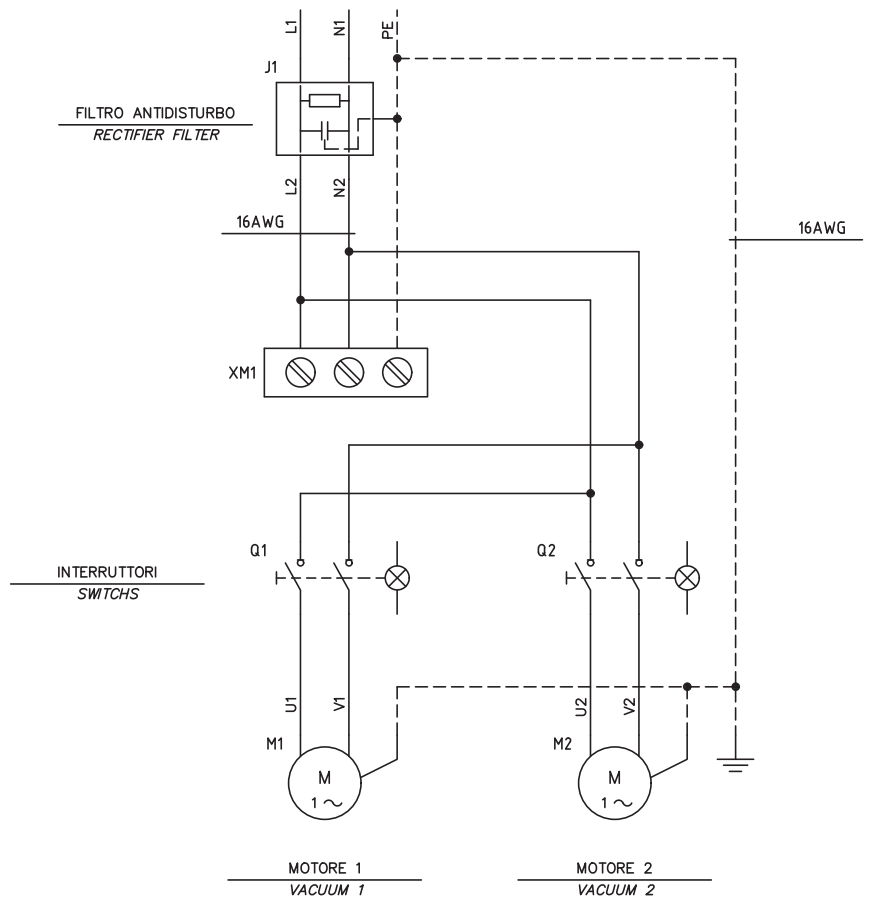 L1
N1
PE
J1
FILTRO ANTIDISTURBO
RECTIFIER FILTER
L2
N2
16AWG
16AWG
XM1
Q1
Q2
INTERRUTTORI
SWITCHS
U1
V1
U2
V2
M1
M2
M
1~
M
1~
MOTORE 1
VACUUM 1
MOTORE 2
VACUUM 2